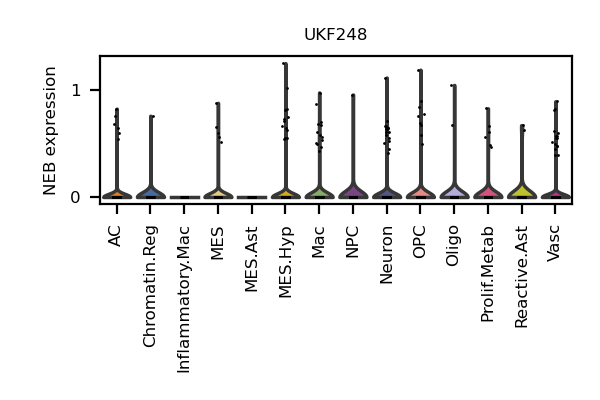 UKF248
NEB expression
1
0
AC
Chromatin.Reg
Inflammatory.Mac
MES
MES.Ast
MES.Hyp
Mac
NPC
Neuron
OPC
Oligo
Prolif.Metab
Reactive.Ast
Vasc